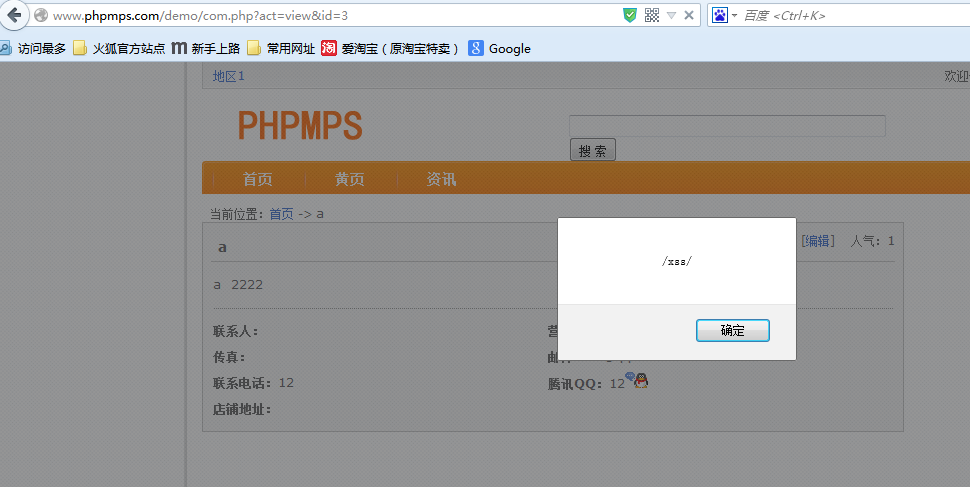 www.phpmps.com/demo/com.php?act=view&id=3
百度 <Ctrl+K>
访问最多 火狐官方站点 新手上路 常用网址 爱淘宝（原淘宝特卖） Google
地区1
欢迎
PHPMPS
搜 索
首页 黄页 资讯
当前位置：首页 -> a
a
[编辑] 人气：1
/xss/
a 2222
确定
联系人：
传真：
联系电话：12
腾讯QQ：12
店铺地址：